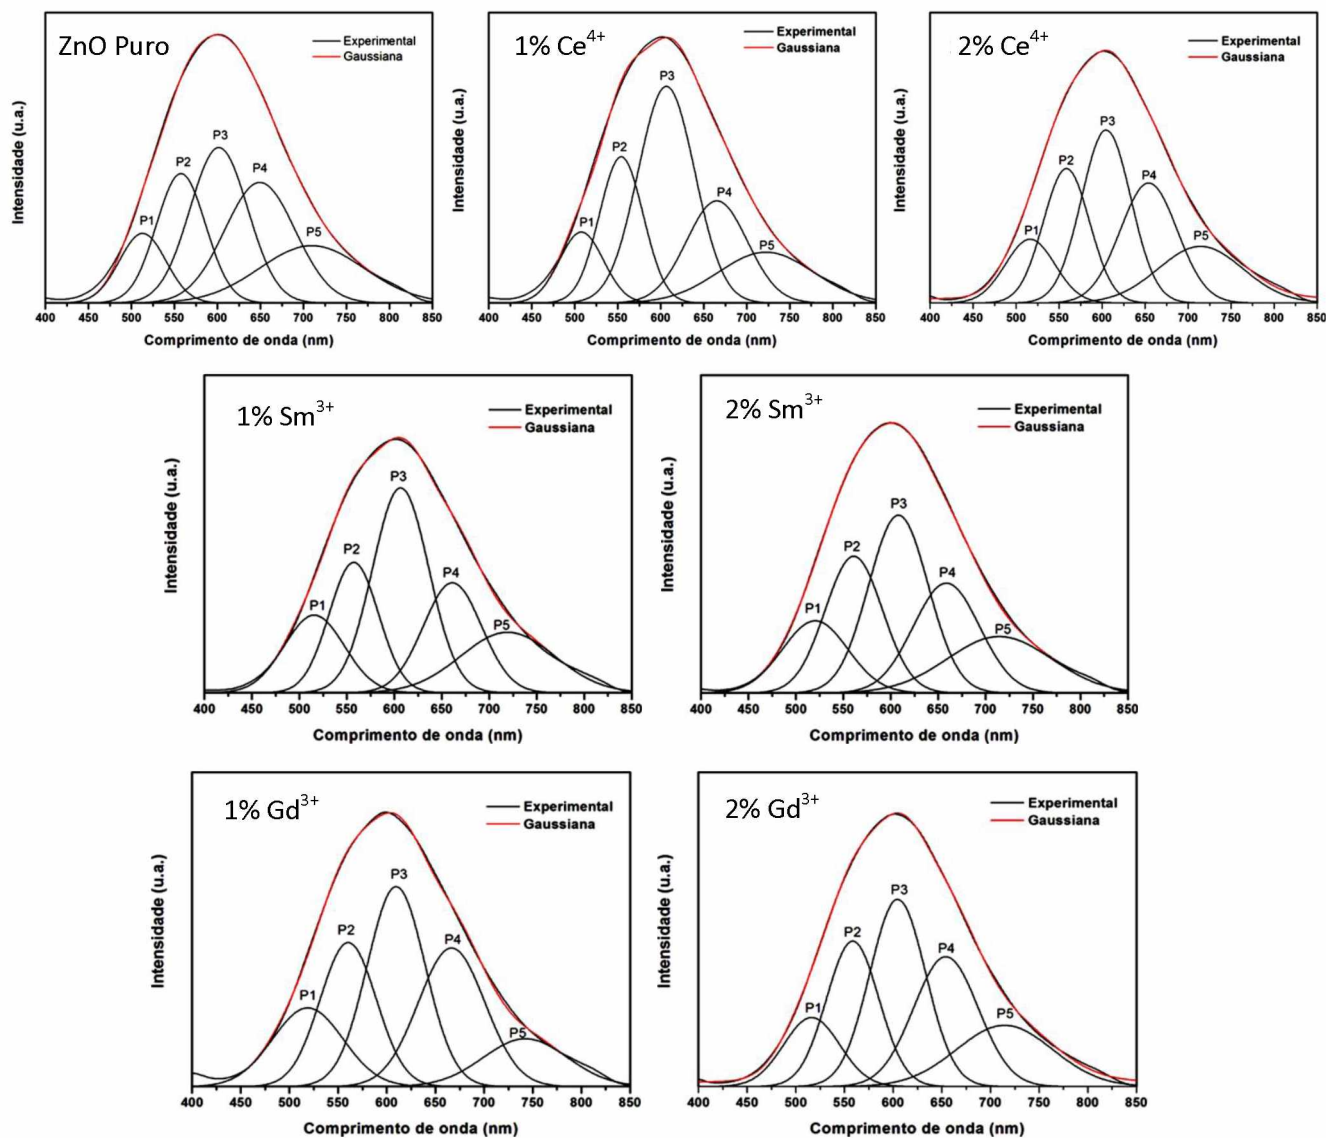 ZnO Puro
Experimental
Gaussiana
P1
P2
P3
P4
P5
Intensidade (u.a.)
400 450 500 550 600 650 700 750 800 850
Comprimento de onda (nm)
1% Ce4+
Experimental
Gaussiana
P1
P2
P3
P4
P5
Intensidade (u.a.)
400 450 500 550 600 650 700 750 800 850
Comprimento de onda (nm)
2% Ce4+
Experimental
Gaussiana
P1
P2
P3
P4
P5
Intensidade (u.a.)
400 450 500 550 600 650 700 750 800 850
Comprimento de onda (nm)
1% Sm3+
Experimental
Gaussiana
P1
P2
P3
P4
P5
Intensidade (u.a.)
400 450 500 550 600 650 700 750 800 850
Comprimento de onda (nm)
2% Sm3+
Experimental
Gaussiana
P1
P2
P3
P4
P5
Intensidade (u.a.)
400 450 500 550 600 650 700 750 800 850
Comprimento de onda (nm)
1% Gd3+
Experimental
Gaussiana
P1
P2
P3
P4
P5
Intensidade (u.a.)
400 450 500 550 600 650 700 750 800 850
Comprimento de onda (nm)
2% Gd3+
Experimental
Gaussiana
P1
P2
P3
P4
P5
Intensidade (u.a.)
400 450 500 550 600 650 700 750 800 850
Comprimento de onda (nm)